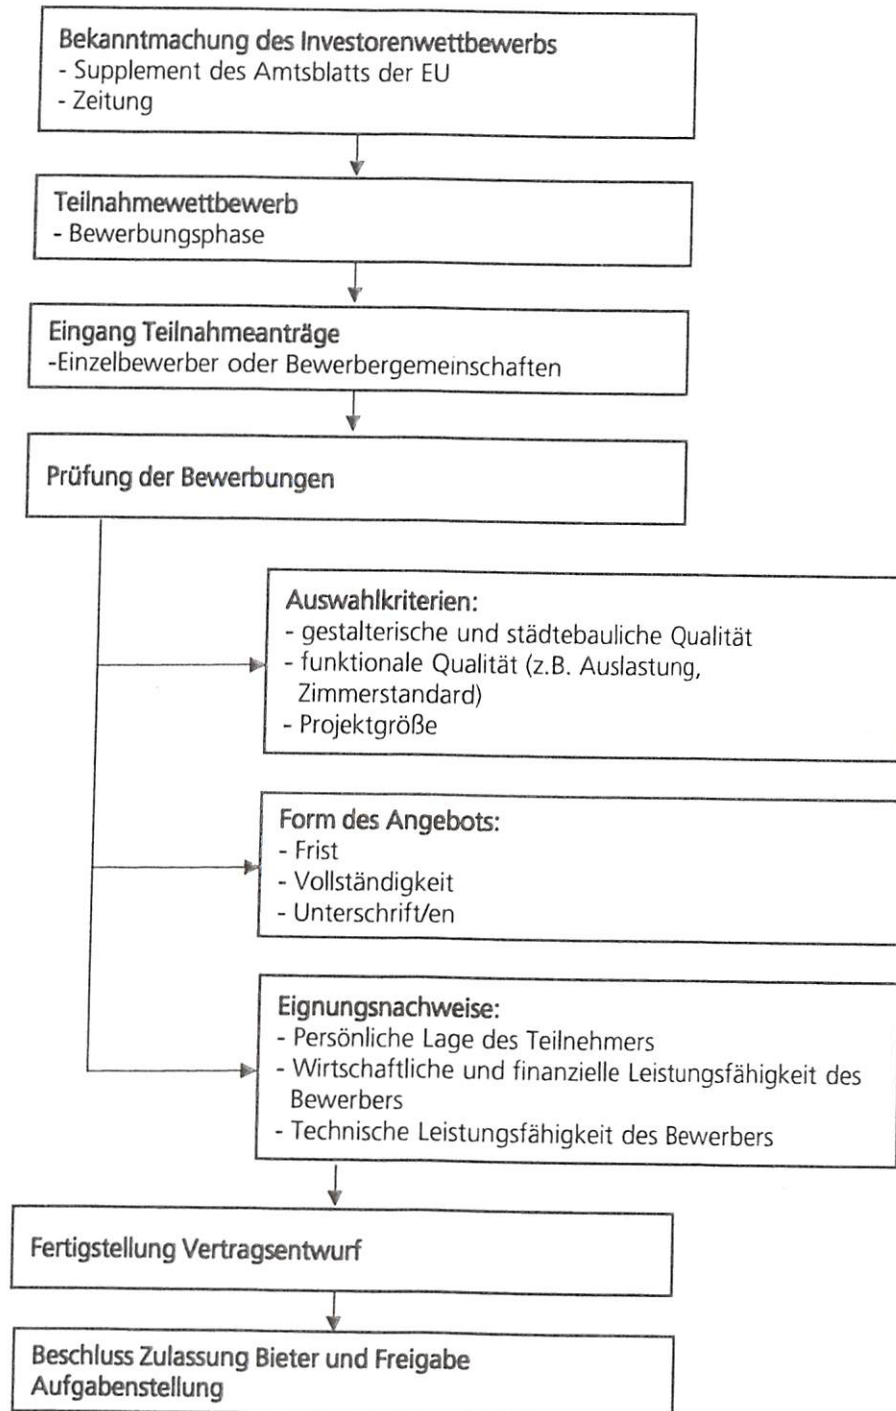 Bekanntmachung des Investorenwettbewerbs
- Supplement des Amtsblatts der EU
- Zeitung
Teilnahmewettbewerb
- Bewerbungsphase
Eingang Teilnahmeanträge
-Einzelbewerber oder Bewerbergemeinschaften
Prüfung der Bewerbungen
Auswahlkriterien:
- gestalterische und städtebauliche Qualität
- funktionale Qualität (z.B. Auslastung,
Zimmerstandard)
- Projektgröße
Form des Angebots:
- Frist
- Vollständigkeit
- Unterschrift/en
Eignungsnachweise:
- Persönliche Lage des Teilnehmers
- Wirtschaftliche und finanzielle Leistungsfähigkeit des
Bewerbers
- Technische Leistungsfähigkeit des Bewerbers
Fertigstellung Vertragsentwurf
Beschluss Zulassung Bieter und Freigabe
Aufgabenstellung